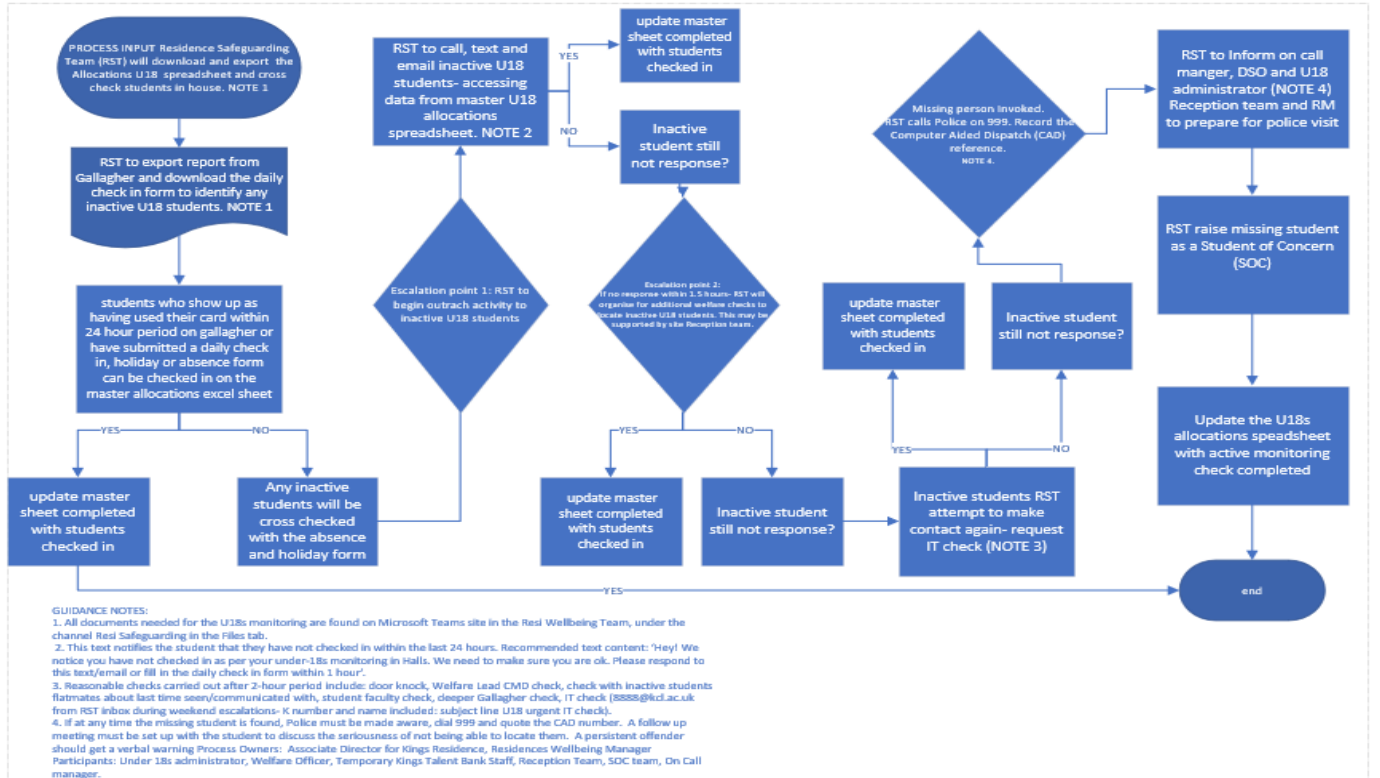 PROCESS INPUT Residence Safeguarding
Team (RST) will download and export the
Allocations U18 spreadsheet and cross
check students in house. NOTE 1
RST to export report from
Gallagher and download the daily
check in form to identify any
inactive U18 students. NOTE 1
students who show up as
having used their card within
24 hour period on gallagher or
have submitted a daily check
in, holiday or absence form
can be checked in on the
master allocations excel sheet
YES
NO
update master
sheet completed
with students
checked in
Any inactive
students will be
cross checked
with the absence
and holiday form
RST to call, text and
email inactive U18
students- accessing
data from master U18
allocations
spreadsheet. NOTE 2
Escalation point 1: RST to
begin outrach activity to
inactive U18 students
YES
NO
update master
sheet completed
with students
checked in
Inactive
student still
not response?
Escalation point 2:
If no response within 1.5 hours- RST will
organise for additional welfare checks to
locate inactive U18 students. This may be
supported by site Reception team.
YES
NO
update master
sheet completed
with students
checked in
Inactive student
still not response?
Inactive students RST
attempt to make
contact again- request
IT check (NOTE 3)
YES
NO
update master
sheet completed
with students
checked in
Inactive student
still not response?
Missing person Invoked.
RST calls Police on 999. Record the
Computer Aided Dispatch (CAD)
reference.
NOTE 4.
RST to Inform on call
manger, DSO and U18
administrator (NOTE 4)
Reception team and RM
to prepare for police visit
RST raise missing student
as a Student of Concern
(SOC)
Update the U18s
allocations speadsheet
with active monitoring
check completed
YES
end
GUIDANCE NOTES:
1. All documents needed for the U18s monitoring are found on Microsoft Teams site in the Resi Wellbeing Team, under the
channel Resi Safeguarding in the Files tab.
2. This text notifies the student that they have not checked in within the last 24 hours. Recommended text content: 'Hey! We
notice you have not checked in as per your under-18s monitoring in Halls. We need to make sure you are ok. Please respond to
this text/email or fill in the daily check in form within 1 hour'.
3. Reasonable checks carried out after 2-hour period include: door knock, Welfare Lead CMD check, check with inactive students
flatmates about last time seen/communicated with, student faculty check, deeper Gallagher check, IT check (8888@kcl.ac.uk
from RST inbox during weekend escalations- K number and name included: subject line U18 urgent IT check).
4. If at any time the missing student is found, Police must be made aware, dial 999 and quote the CAD number. A follow up
meeting must be set up with the student to discuss the seriousness of not being able to locate them. A persistent offender
should get a verbal warning Process Owners: Associate Director for Kings Residence, Residences Wellbeing Manager
Participants: Under 18s administrator, Welfare Officer, Temporary Kings Talent Bank Staff, Reception Team, SOC team, On Call
manager.